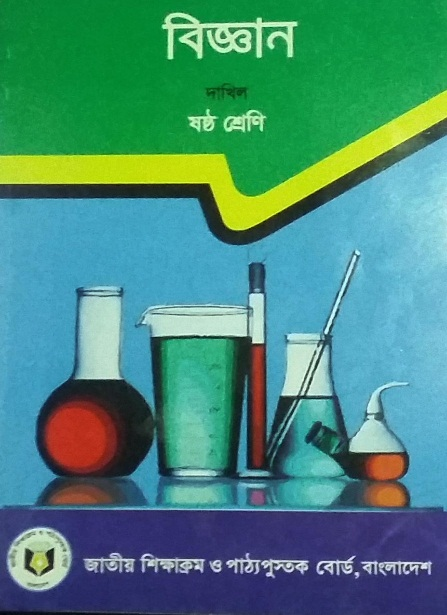 বিজ্ঞান
দাখিল
ষষ্ঠ শ্রেণি
জাতীয় শিক্ষাক্রম ও পাঠ্যপুস্তক বোর্ড, বাংলাদেশ